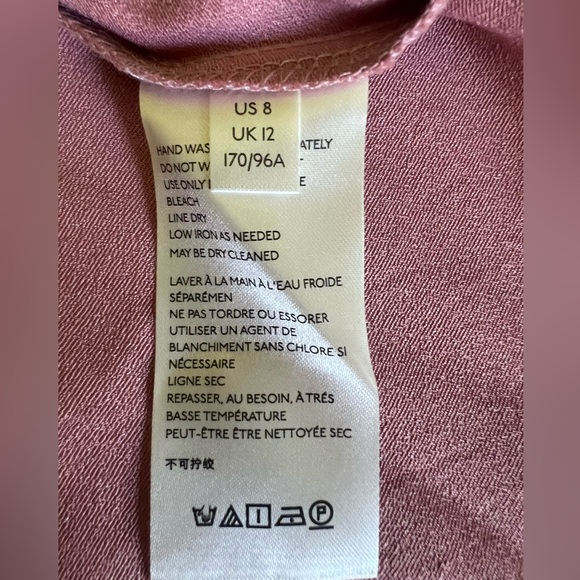 US 8
UK 12
170/96A
HAND WAS ATELY
DO NOT W
USE ONLY E
BLEACH
LINE DRY
LOW IRON AS NEEDED
MAY BE DRY CLEANED
LAVER À LA MAIN À L'EAU FROIDE
SÉPARÉMEN
NE PAS TORDRE OU ESSORER
UTILISER UN AGENT DE
BLANCHIMENT SANS CHLORE SI
NÉCESSAIRE
LIGNE SEC
REPASSER, AU BESOIN, À TRÉS
BASSE TEMPÉRATURE
PEUT-ÊTRE ÊTRE NETTOYÉE SEC
不可拧绞
P